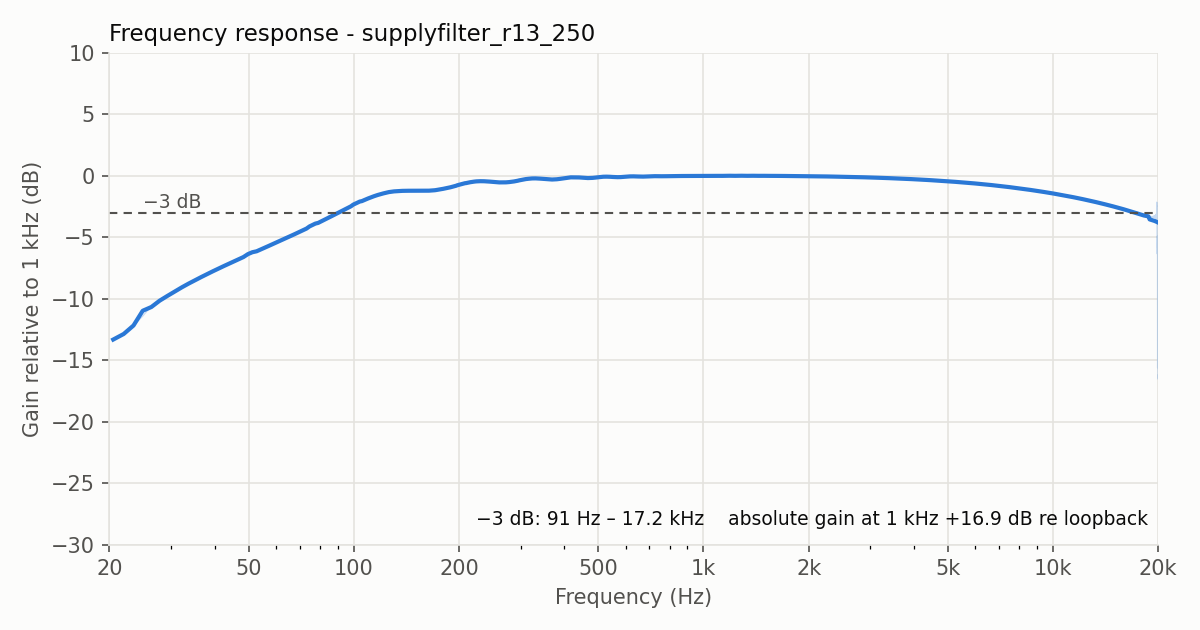 Frequency response - supplyfilter_r13_250
Gain relative to 1 kHz (dB)
10
5
0
−5
−10
−15
−20
−25
−30
−3 dB
−3 dB: 91 Hz – 17.2 kHz    absolute gain at 1 kHz +16.9 dB re loopback
20 50 100 200 500 1k 2k 5k 10k 20k
Frequency (Hz)